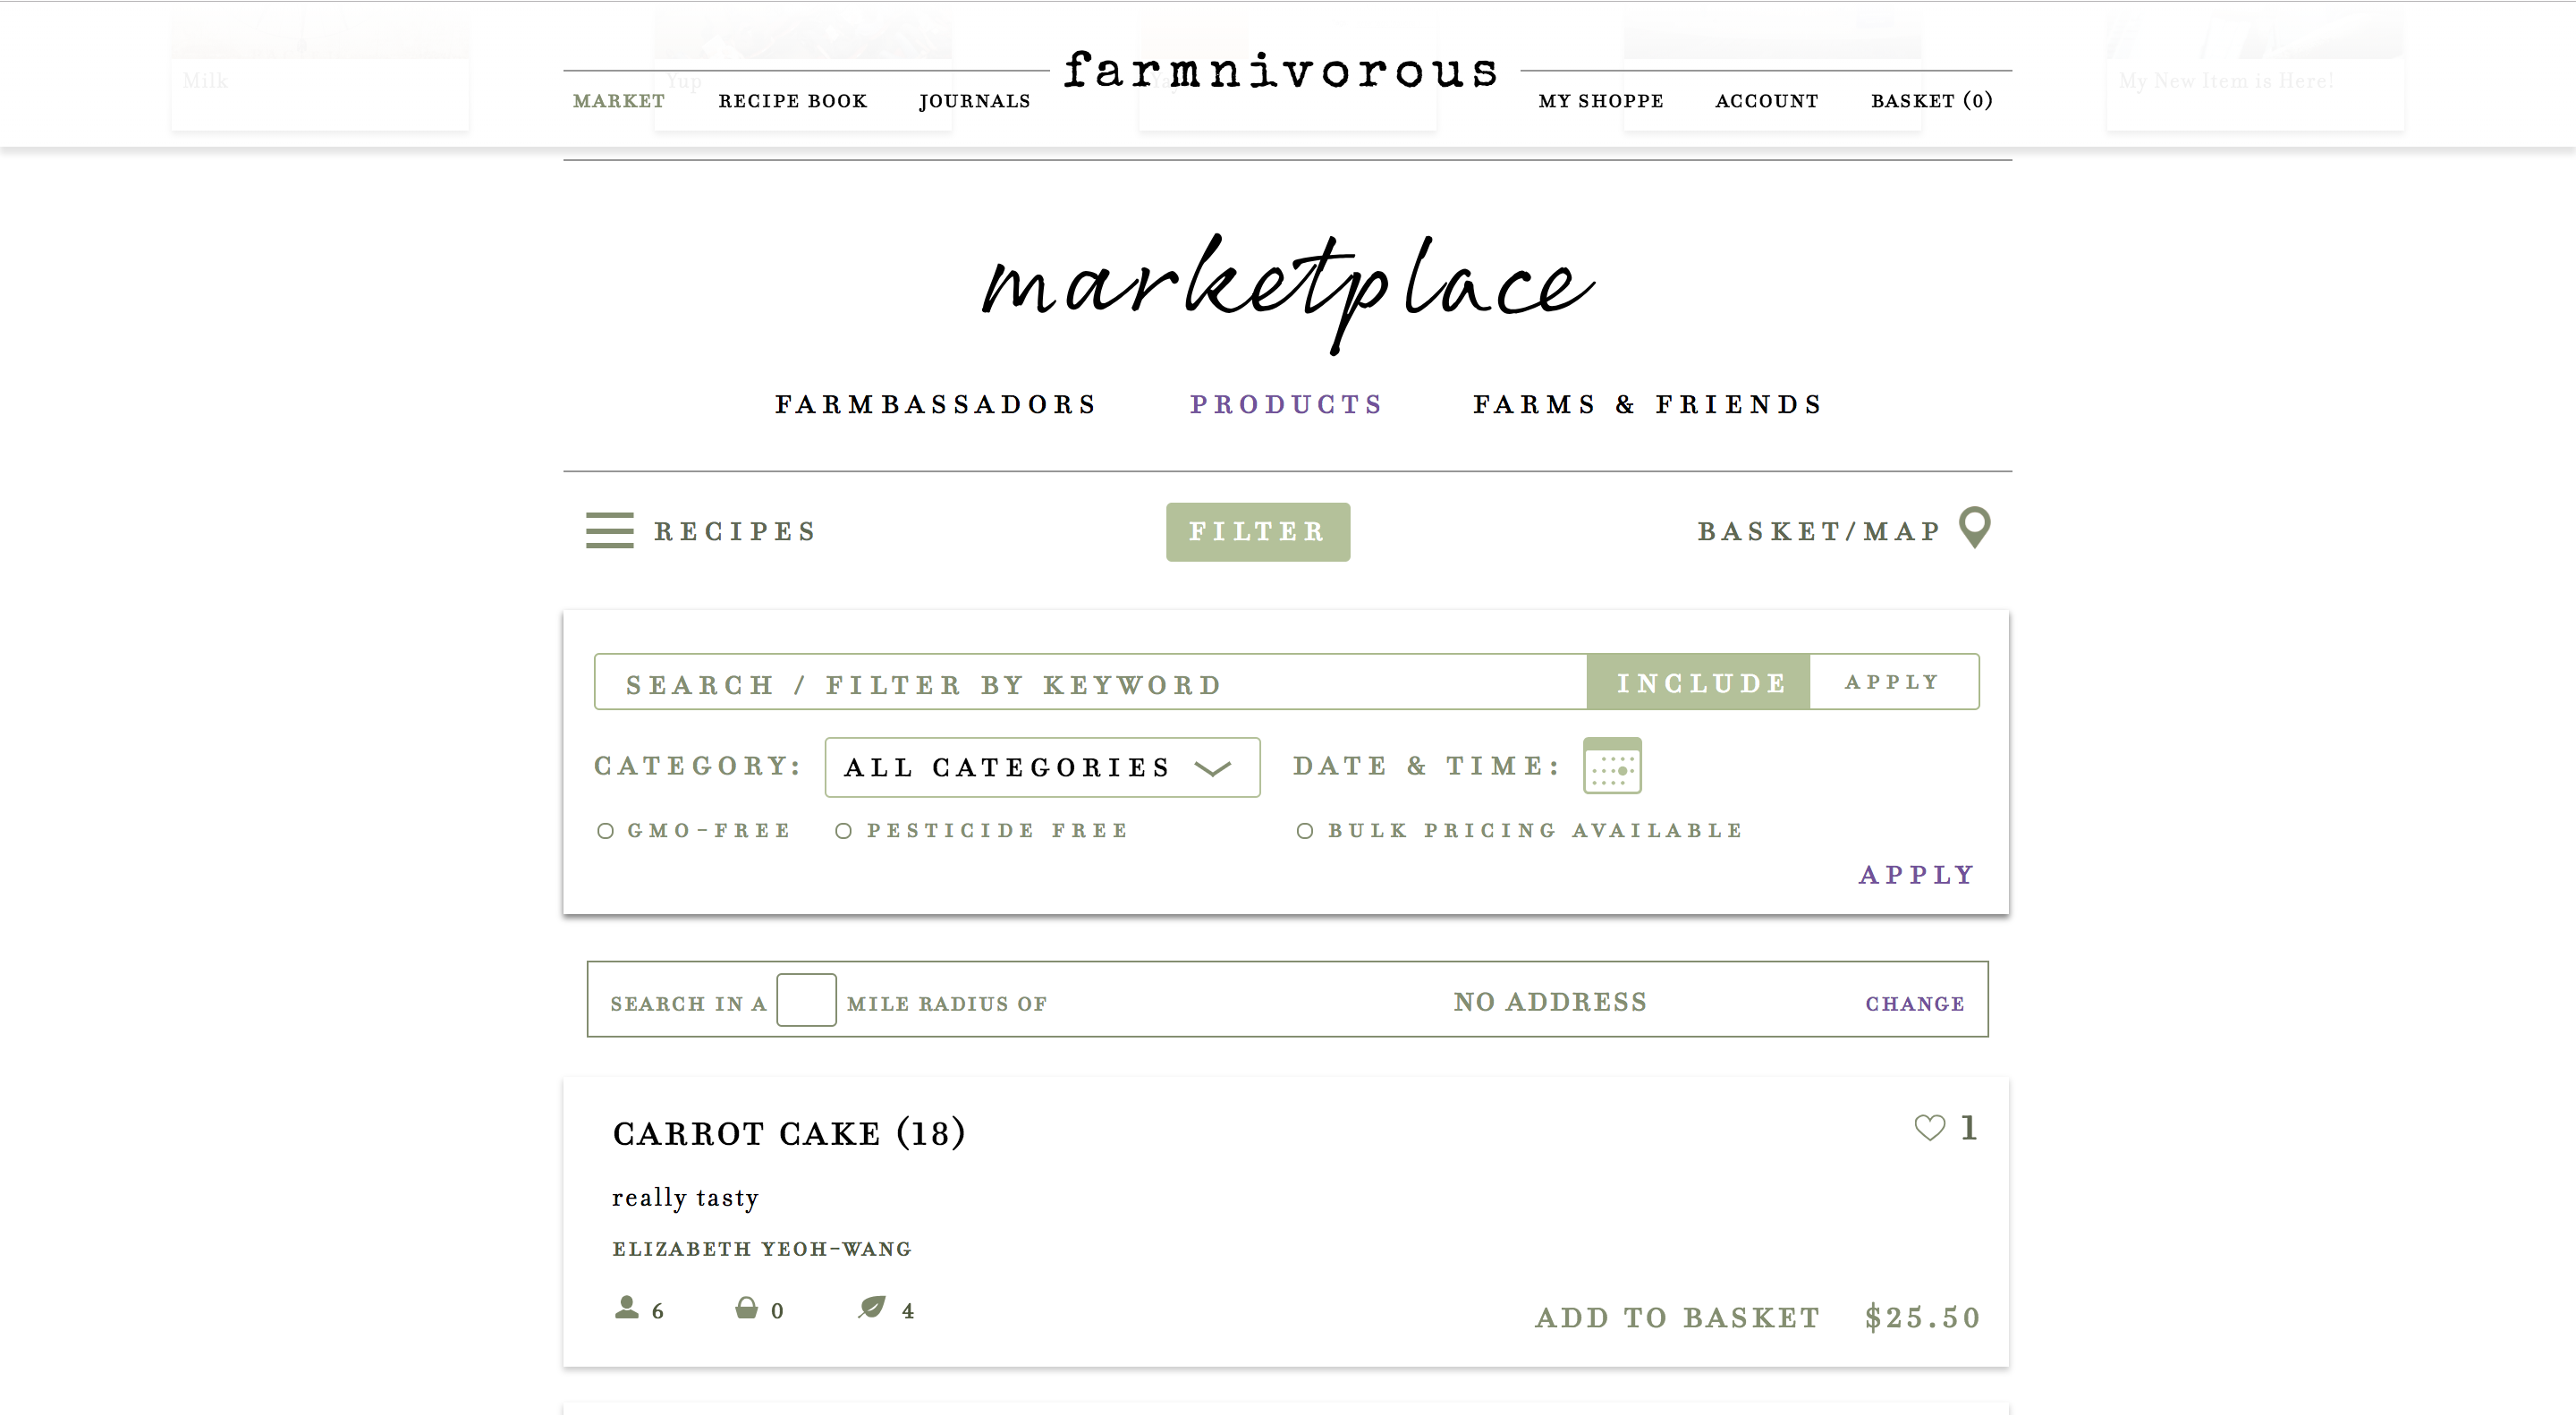 Milk
Yup
My New Item is Here!
farmnivorous
MARKET
RECIPE BOOK
JOURNALS
MY SHOPPE
ACCOUNT
BASKET (0)
marketplace
FARMBASSADORS
PRODUCTS
FARMS & FRIENDS
RECIPES
FILTER
BASKET/MAP
SEARCH / FILTER BY KEYWORD
INCLUDE
APPLY
CATEGORY:
ALL CATEGORIES
DATE & TIME:
GMO-FREE
PESTICIDE FREE
BULK PRICING AVAILABLE
APPLY
SEARCH IN A
MILE RADIUS OF
NO ADDRESS
CHANGE
CARROT CAKE (18)
1
really tasty
ELIZABETH YEOH-WANG
6
0
4
ADD TO BASKET
$25.50